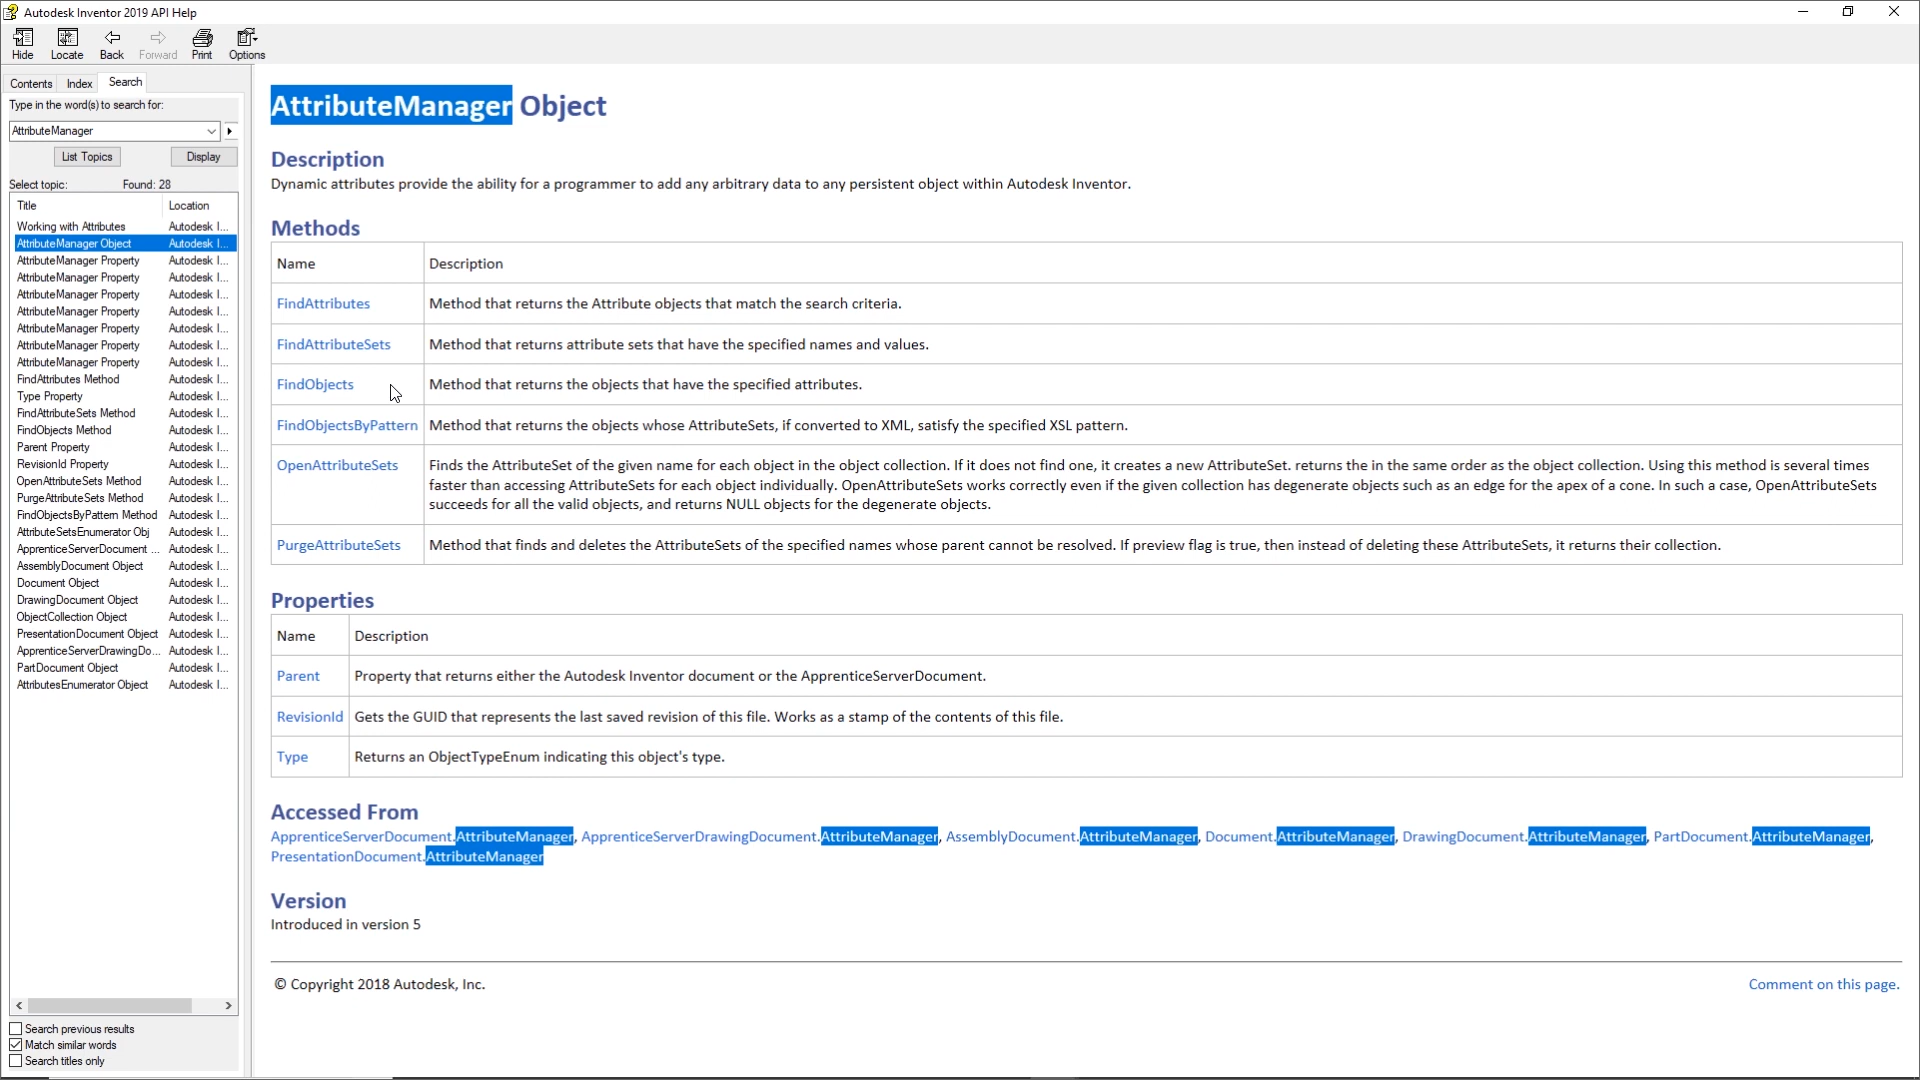 Autodesk Inventor 2019 API Help
Hide Locate Back Forward Print Options
Contents Index Search
Type in the word(s) to search for:
AttributeManager
List Topics Display
Select topic: Found: 28
Title Location
Working with Attributes Autodesk I...
AttributeManager Object Autodesk I...
AttributeManager Property Autodesk I...
AttributeManager Property Autodesk I...
AttributeManager Property Autodesk I...
AttributeManager Property Autodesk I...
AttributeManager Property Autodesk I...
AttributeManager Property Autodesk I...
AttributeManager Property Autodesk I...
FindAttributes Method Autodesk I...
Type Property Autodesk I...
FindAttributeSets Method Autodesk I...
FindObjects Method Autodesk I...
Parent Property Autodesk I...
RevisionId Property Autodesk I...
OpenAttributeSets Method Autodesk I...
PurgeAttributeSets Method Autodesk I...
FindObjectsByPattern Method Autodesk I...
AttributeSetsEnumerator Obj Autodesk I...
ApprenticeServerDocument ... Autodesk I...
AssemblyDocument Object Autodesk I...
Document Object Autodesk I...
DrawingDocument Object Autodesk I...
ObjectCollection Object Autodesk I...
PresentationDocument Object Autodesk I...
ApprenticeServerDrawingDo... Autodesk I...
PartDocument Object Autodesk I...
AttributesEnumerator Object Autodesk I...
Search previous results
Match similar words
Search titles only
AttributeManager Object
Description
Dynamic attributes provide the ability for a programmer to add any arbitrary data to any persistent object within Autodesk Inventor.
Methods
Name Description
FindAttributes Method that returns the Attribute objects that match the search criteria.
FindAttributeSets Method that returns attribute sets that have the specified names and values.
FindObjects Method that returns the objects that have the specified attributes.
FindObjectsByPattern Method that returns the objects whose AttributeSets, if converted to XML, satisfy the specified XSL pattern.
OpenAttributeSets Finds the AttributeSet of the given name for each object in the object collection. If it does not find one, it creates a new AttributeSet. returns the in the same order as the object collection. Using this method is several times
faster than accessing AttributeSets for each object individually. OpenAttributeSets works correctly even if the given collection has degenerate objects such as an edge for the apex of a cone. In such a case, OpenAttributeSets
succeeds for all the valid objects, and returns NULL objects for the degenerate objects.
PurgeAttributeSets Method that finds and deletes the AttributeSets of the specified names whose parent cannot be resolved. If preview flag is true, then instead of deleting these AttributeSets, it returns their collection.
Properties
Name Description
Parent Property that returns either the Autodesk Inventor document or the ApprenticeServerDocument.
RevisionId Gets the GUID that represents the last saved revision of this file. Works as a stamp of the contents of this file.
Type Returns an ObjectTypeEnum indicating this object's type.
Accessed From
ApprenticeServerDocument.AttributeManager, ApprenticeServerDrawingDocument.AttributeManager, AssemblyDocument.AttributeManager, Document.AttributeManager, DrawingDocument.AttributeManager, PartDocument.AttributeManager,
PresentationDocument.AttributeManager
Version
Introduced in version 5
© Copyright 2018 Autodesk, Inc. Comment on this page.